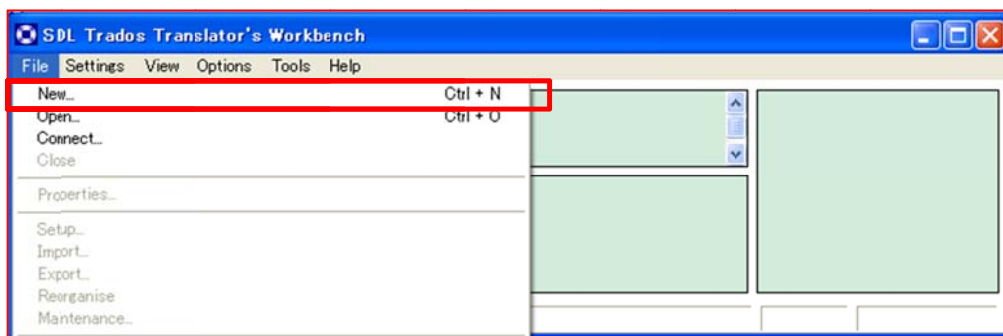 SDL Trados Translator's Workbench
File Settings View Options Tools Help
New... Ctrl + N
Open... Ctrl + O
Connect...
Close
Properties...
Setup...
Import...
Export...
Reorganise
Maintenance...